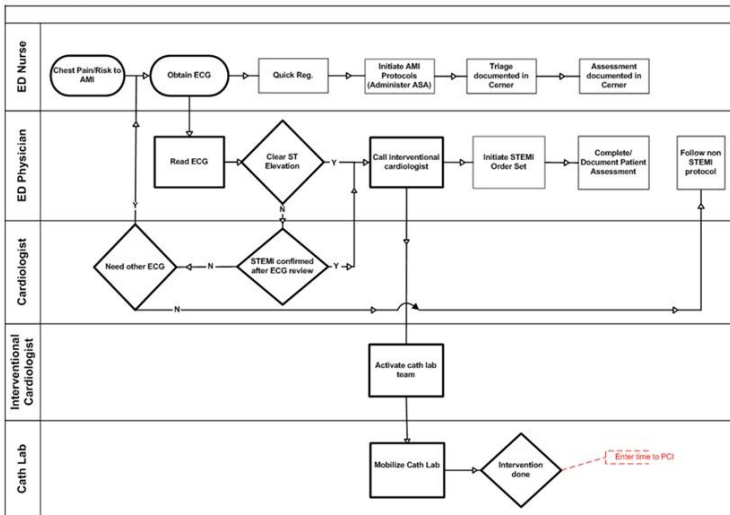 ED Nurse
Chest Pain/Risk to
AMI
Obtain ECG
Quick Reg.
Initiate AMI
Protocols
(Administer ASA)
Triage
documented in
Cerner
Assessment
documented in
Cerner
ED Physician
Read ECG
Clear ST
Elevation
Y
Call interventional
cardiologist
Initiate STEMI
Order Set
Complete/
Document Patient
Assessment
Follow non
STEMI
protocol
Y
N
Cardiologist
Need other ECG
N
STEMI confirmed
after ECG review
Y
N
Interventional
Cardiologist
Activate cath lab
team
Cath Lab
Mobilize Cath Lab
Intervention
done
Enter time to PCI